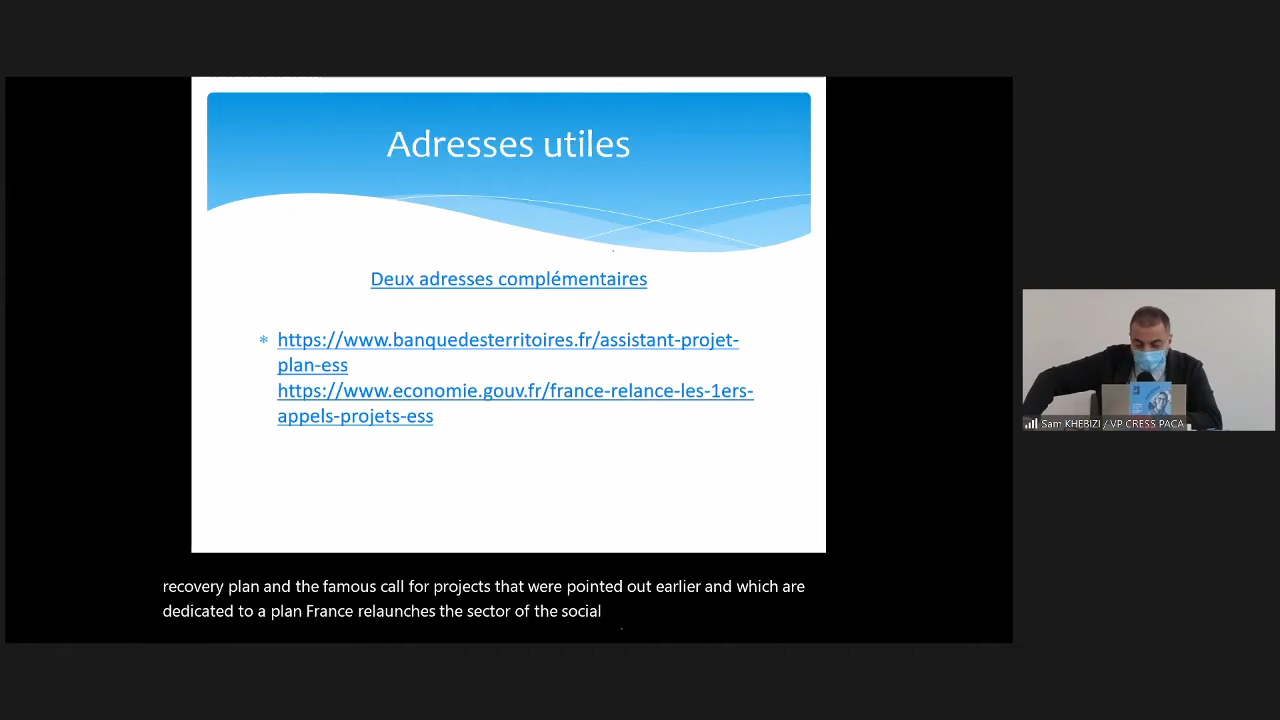 Adresses utiles
Deux adresses complémentaires
* https://www.banquedesterritoires.fr/assistant-projet-
plan-ess
https://www.economie.gouv.fr/france-relance-les-1ers-
appels-projets-ess
Sam KHEBIZI / VP CRESS PACA
recovery plan and the famous call for projects that were pointed out earlier and which are
dedicated to a plan France relaunches the sector of the social